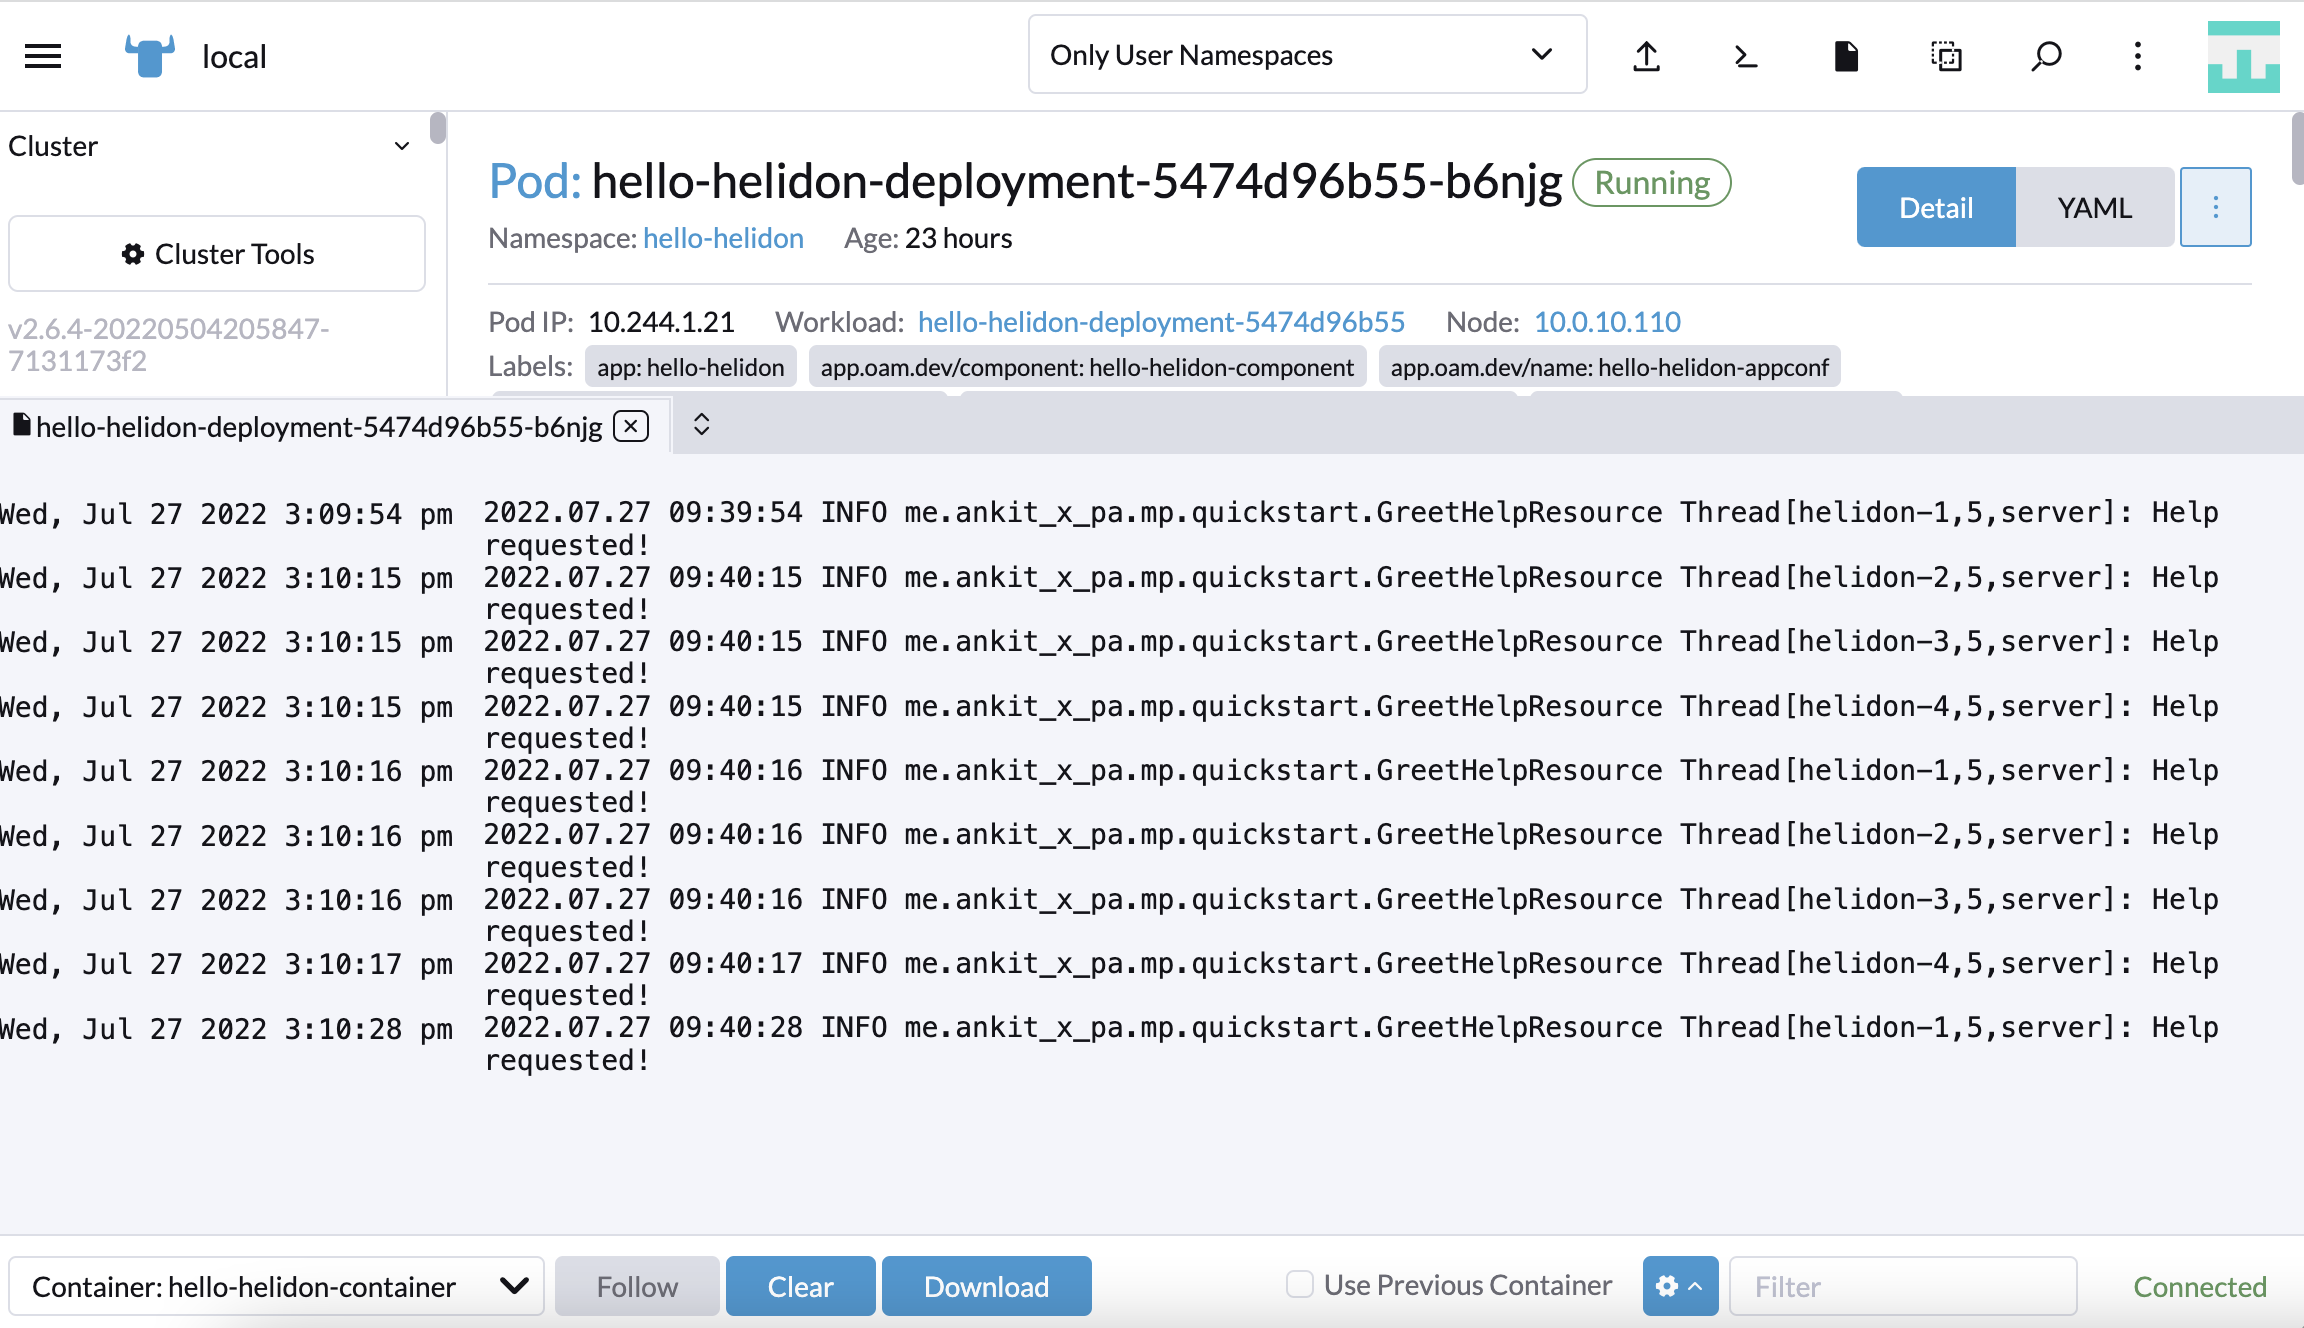 local
Only User Namespaces
Cluster
Cluster Tools
v2.6.4-20220504205847-
7131173f2
Pod: hello-helidon-deployment-5474d96b55-b6njg Running
Namespace: hello-helidon Age: 23 hours
Detail YAML
Pod IP: 10.244.1.21 Workload: hello-helidon-deployment-5474d96b55 Node: 10.0.10.110
Labels: app: hello-helidon app.oam.dev/component: hello-helidon-component app.oam.dev/name: hello-helidon-appconf
hello-helidon-deployment-5474d96b55-b6njg
Wed, Jul 27 2022 3:09:54 pm 2022.07.27 09:39:54 INFO me.ankit_x_pa.mp.quickstart.GreetHelpResource Thread[helidon-1,5,server]: Help
requested!
Wed, Jul 27 2022 3:10:15 pm 2022.07.27 09:40:15 INFO me.ankit_x_pa.mp.quickstart.GreetHelpResource Thread[helidon-2,5,server]: Help
requested!
Wed, Jul 27 2022 3:10:15 pm 2022.07.27 09:40:15 INFO me.ankit_x_pa.mp.quickstart.GreetHelpResource Thread[helidon-3,5,server]: Help
requested!
Wed, Jul 27 2022 3:10:15 pm 2022.07.27 09:40:15 INFO me.ankit_x_pa.mp.quickstart.GreetHelpResource Thread[helidon-4,5,server]: Help
requested!
Wed, Jul 27 2022 3:10:16 pm 2022.07.27 09:40:16 INFO me.ankit_x_pa.mp.quickstart.GreetHelpResource Thread[helidon-1,5,server]: Help
requested!
Wed, Jul 27 2022 3:10:16 pm 2022.07.27 09:40:16 INFO me.ankit_x_pa.mp.quickstart.GreetHelpResource Thread[helidon-2,5,server]: Help
requested!
Wed, Jul 27 2022 3:10:16 pm 2022.07.27 09:40:16 INFO me.ankit_x_pa.mp.quickstart.GreetHelpResource Thread[helidon-3,5,server]: Help
requested!
Wed, Jul 27 2022 3:10:17 pm 2022.07.27 09:40:17 INFO me.ankit_x_pa.mp.quickstart.GreetHelpResource Thread[helidon-4,5,server]: Help
requested!
Wed, Jul 27 2022 3:10:28 pm 2022.07.27 09:40:28 INFO me.ankit_x_pa.mp.quickstart.GreetHelpResource Thread[helidon-1,5,server]: Help
requested!
Container: hello-helidon-container Follow Clear Download Use Previous Container Filter Connected